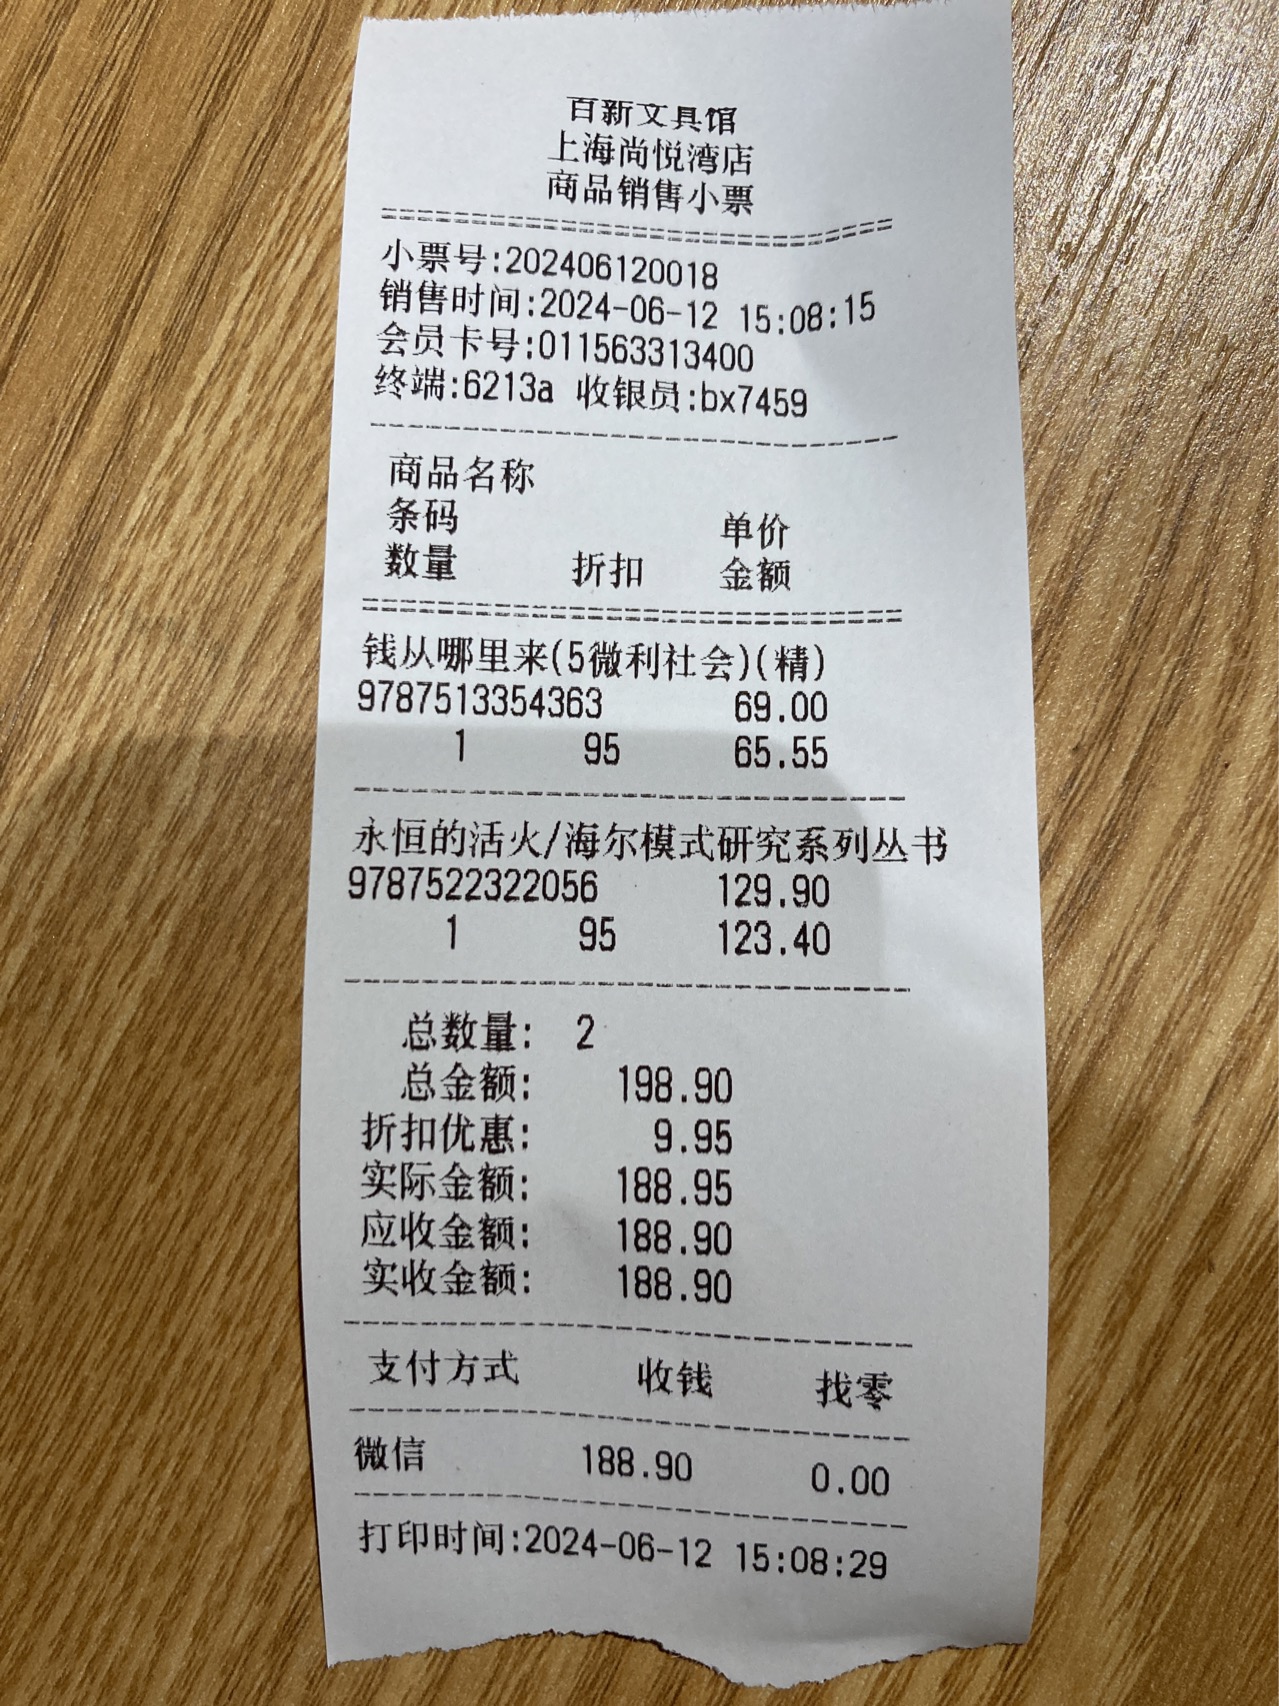 百新文具馆
上海尚悦湾店
商品销售小票
==============================
小票号:202406120018
销售时间:2024-06-12 15:08:15
会员卡号:011563313400
终端:6213a 收银员:bx7459
------------------------------
商品名称
条码 单价
数量 折扣 金额
==============================
钱从哪里来(5微利社会)(精)
9787513354363 69.00
1 95 65.55
------------------------------
永恒的活火/海尔模式研究系列丛书
9787522322056 129.90
1 95 123.40
------------------------------
总数量: 2
总金额: 198.90
折扣优惠: 9.95
实际金额: 188.95
应收金额: 188.90
实收金额: 188.90
------------------------------
支付方式 收钱 找零
------------------------------
微信 188.90 0.00
------------------------------
打印时间:2024-06-12 15:08:29